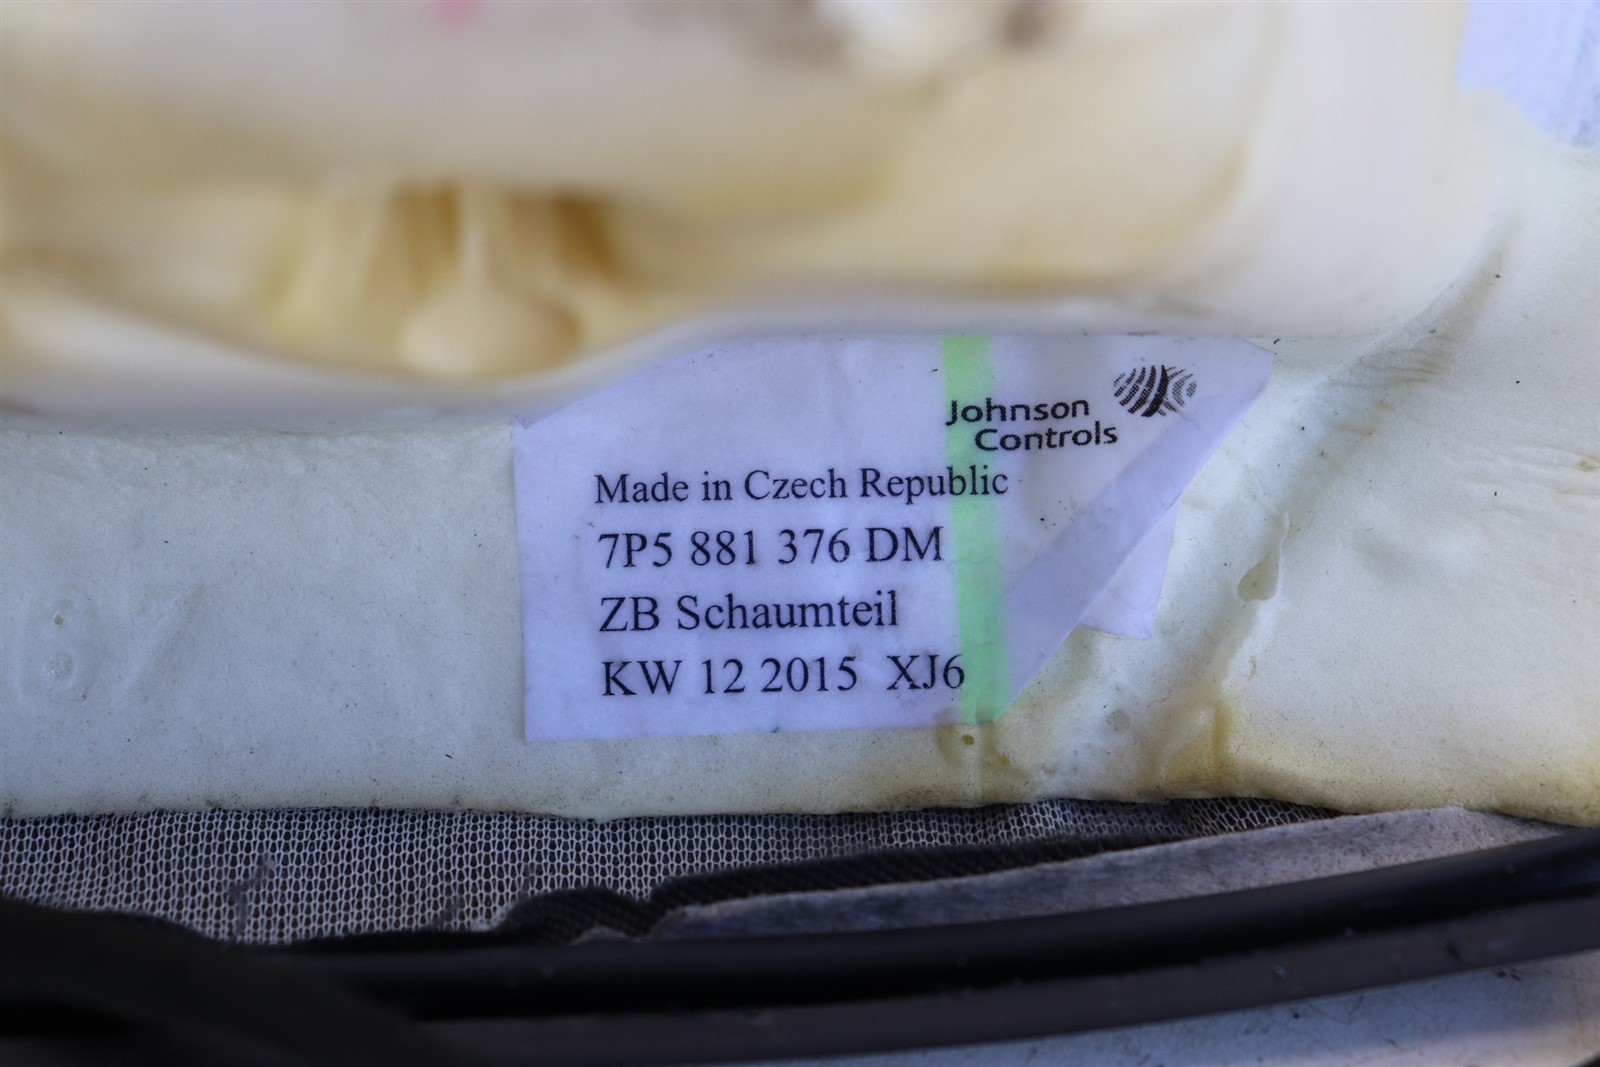 Johnson
Controls
Made in Czech Republic
7P5 881 376 DM
ZB Schaumteil
KW 12 2015 XJ6